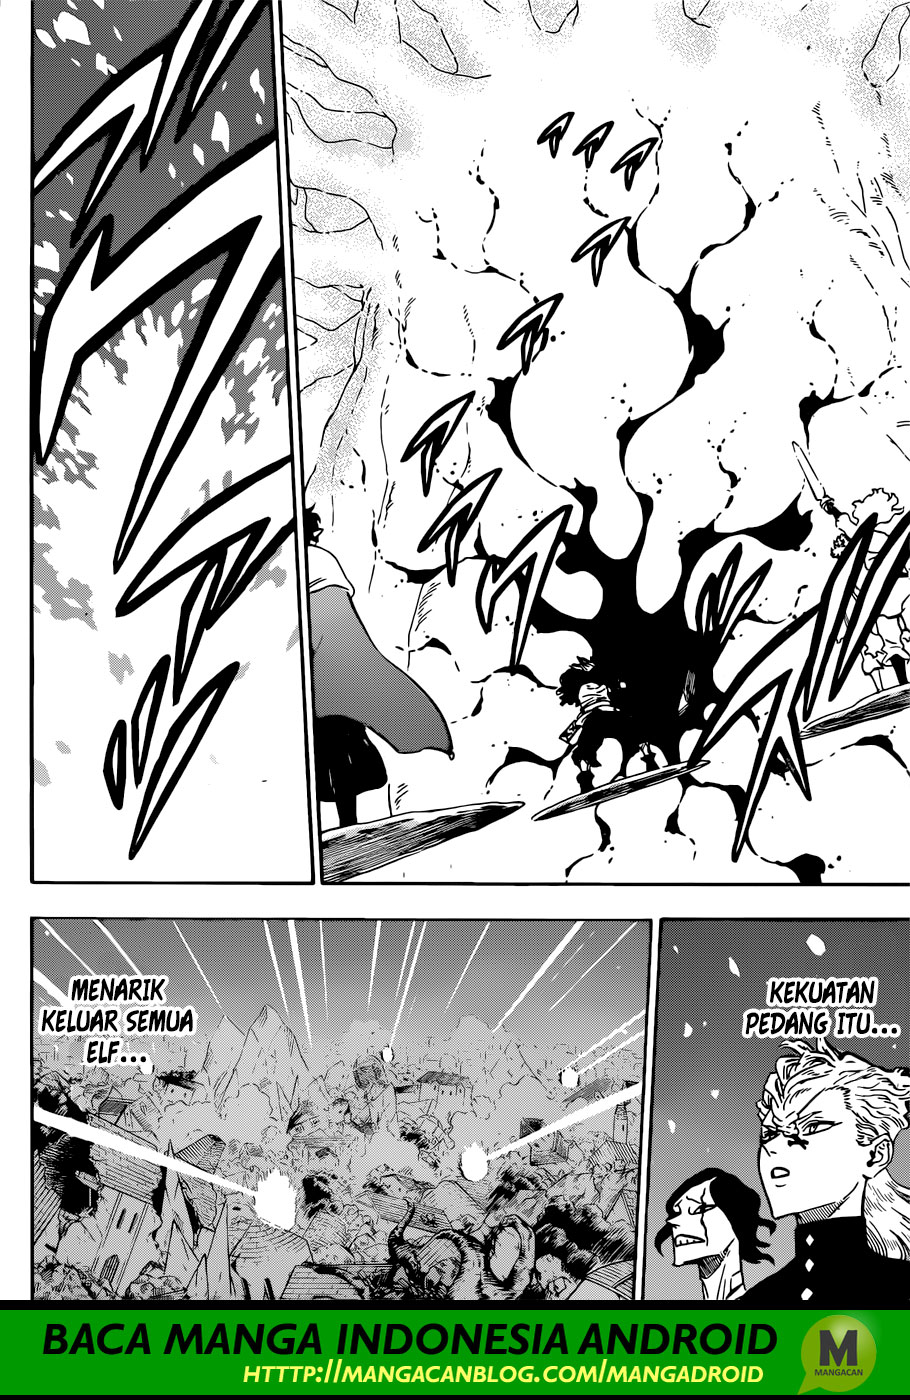 KEKUATAN
PEDANG ITU...
MENARIK
KELUAR SEMUA
ELF...
BACA MANGA INDONESIA ANDROID
HTTTP://MANGACANBLOG.COM/MANGADROID
M
MANGACAN